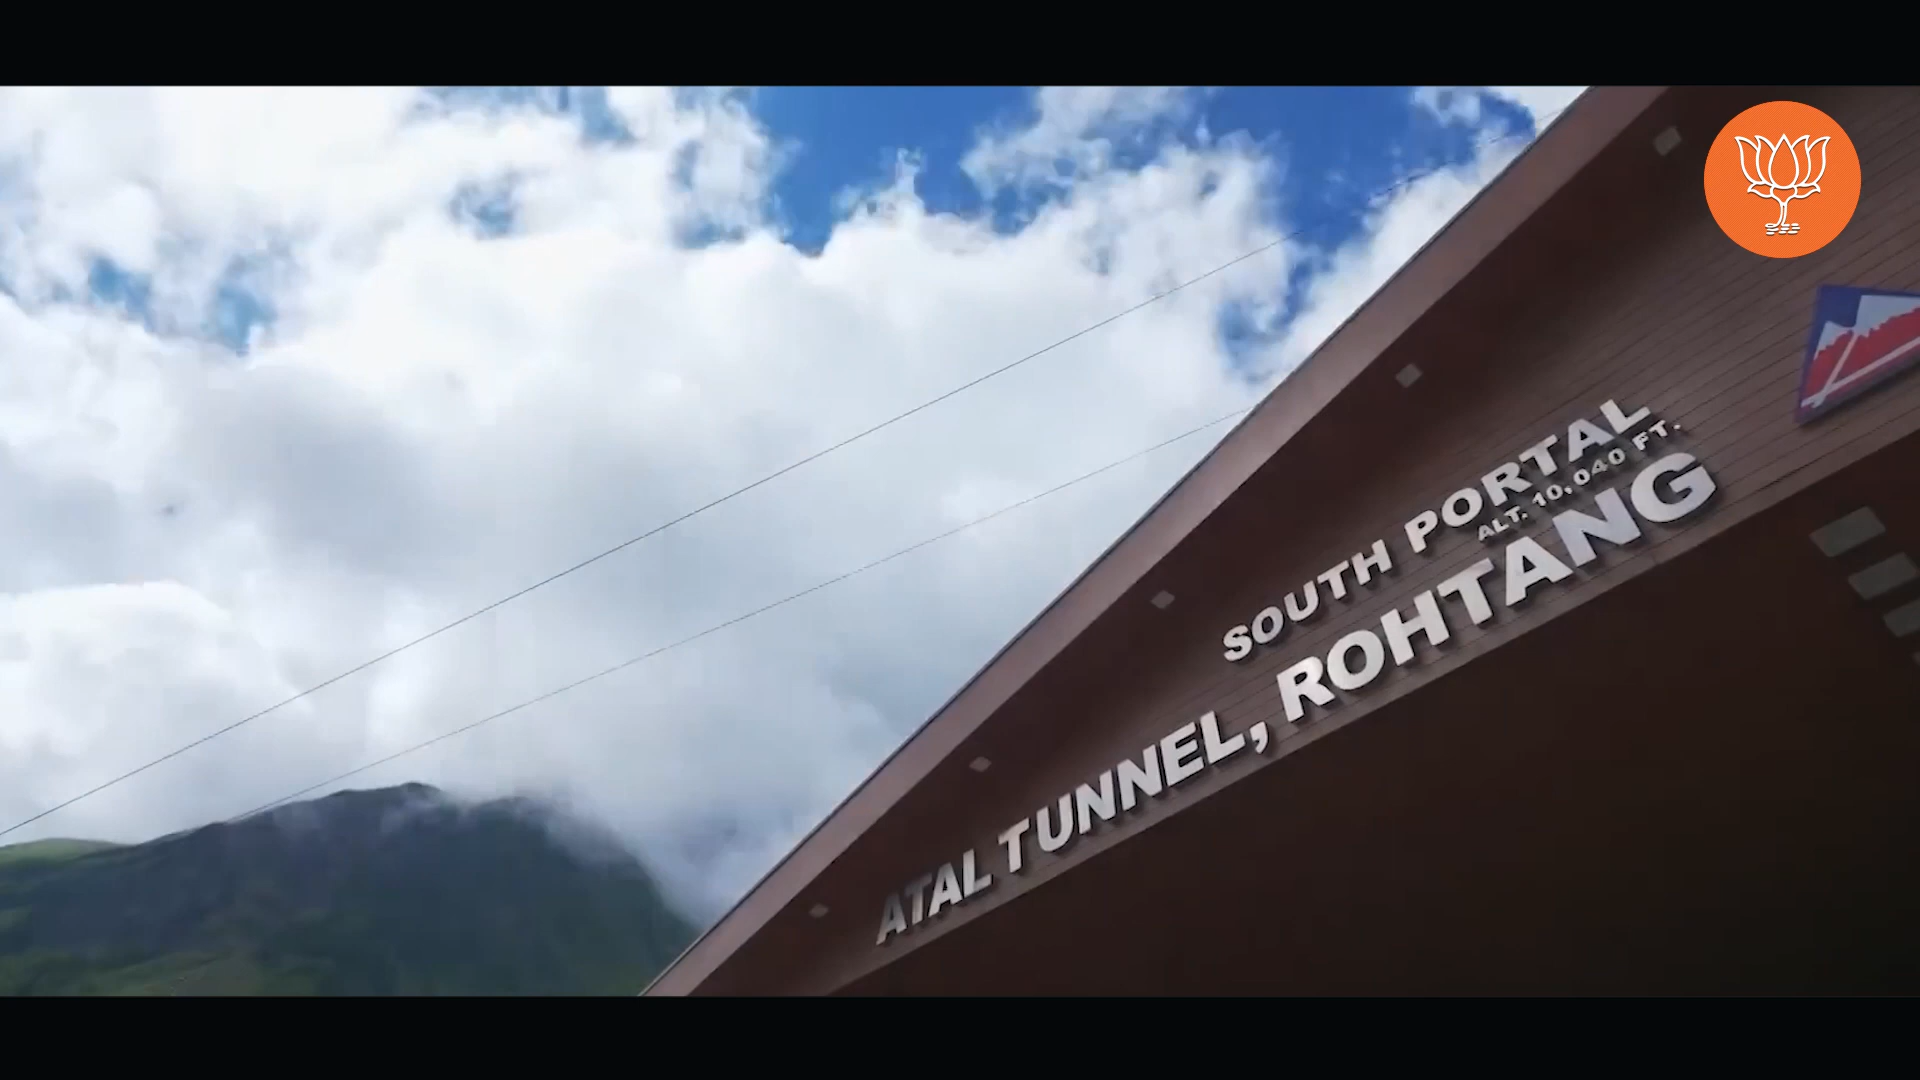 SOUTH PORTAL
ALT. 10,040 FT.
ATAL TUNNEL, ROHTANG